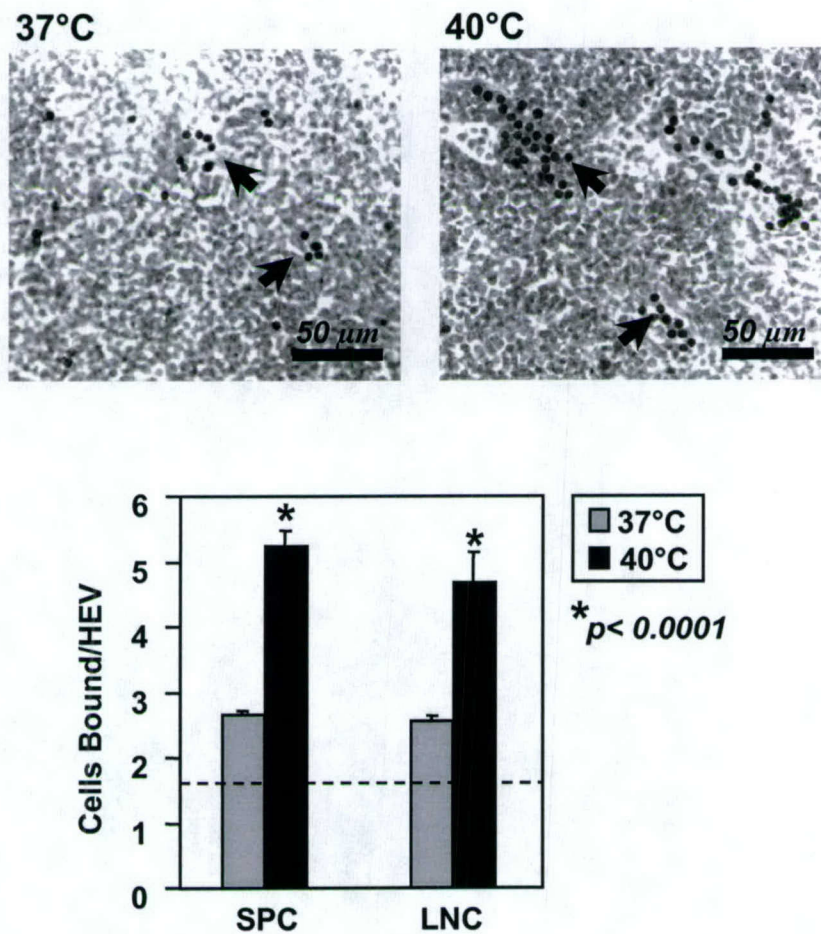 37°C
40°C
50 µm
50 µm
6
5
4
3
2
1
0
Cells Bound/HEV
*
*
SPC
LNC
37°C
40°C
*p< 0.0001